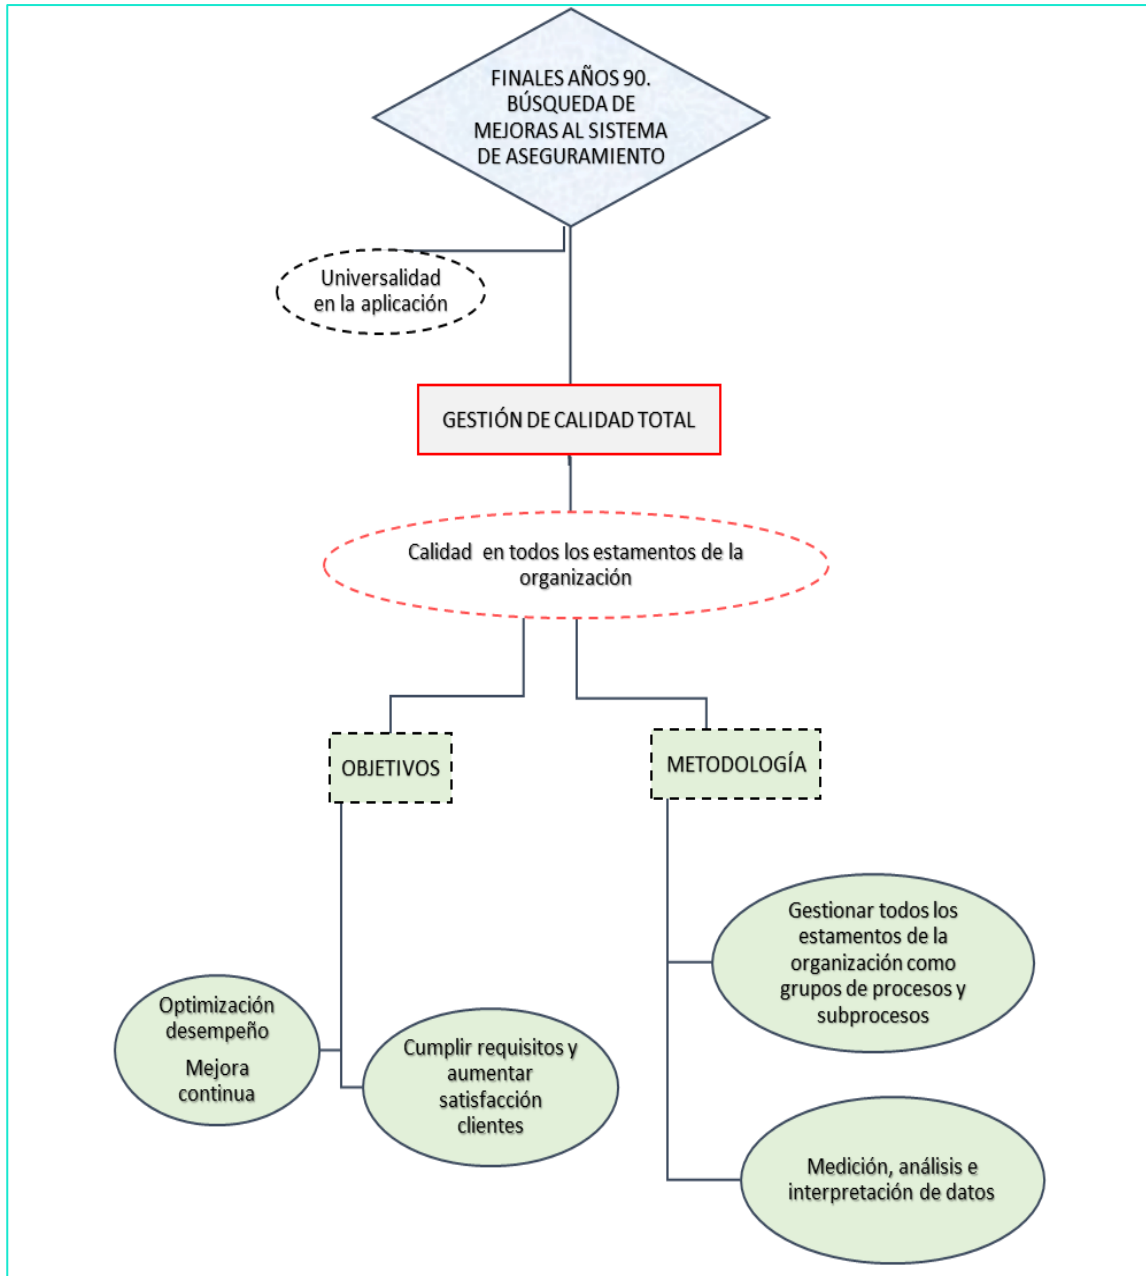 FINALES AÑOS 90.
BÚSQUEDA DE
MEJORAS AL SISTEMA
DE ASEGURAMIENTO
Universalidad
en la aplicación
GESTIÓN DE CALIDAD TOTAL
Calidad en todos los estamentos de la
organización
OBJETIVOS
METODOLOGÍA
Optimización
desempeño
Mejora
continua
Cumplir requisitos y
aumentar
satisfacción
clientes
Gestionar todos los
estamentos de la
organización como
grupos de procesos y
subprocesos
Medición, análisis e
interpretación de datos